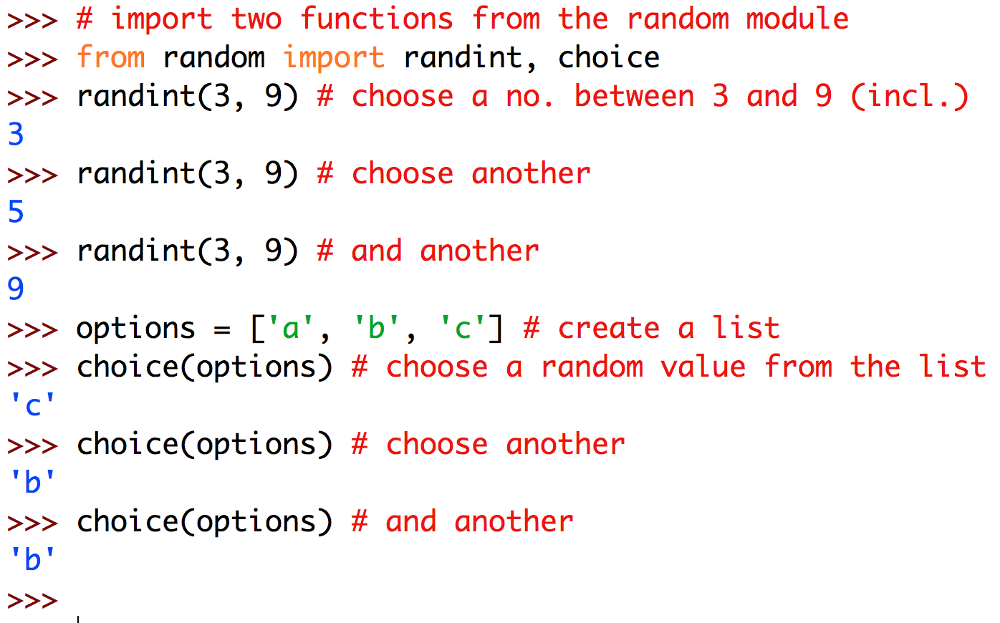 >>> # import two functions from the random module
>>> from random import randint, choice
>>> randint(3, 9) # choose a no. between 3 and 9 (incl.)
3
>>> randint(3, 9) # choose another
5
>>> randint(3, 9) # and another
9
>>> options = ['a', 'b', 'c'] # create a list
>>> choice(options) # choose a random value from the list
'c'
>>> choice(options) # choose another
'b'
>>> choice(options) # and another
'b'
>>>